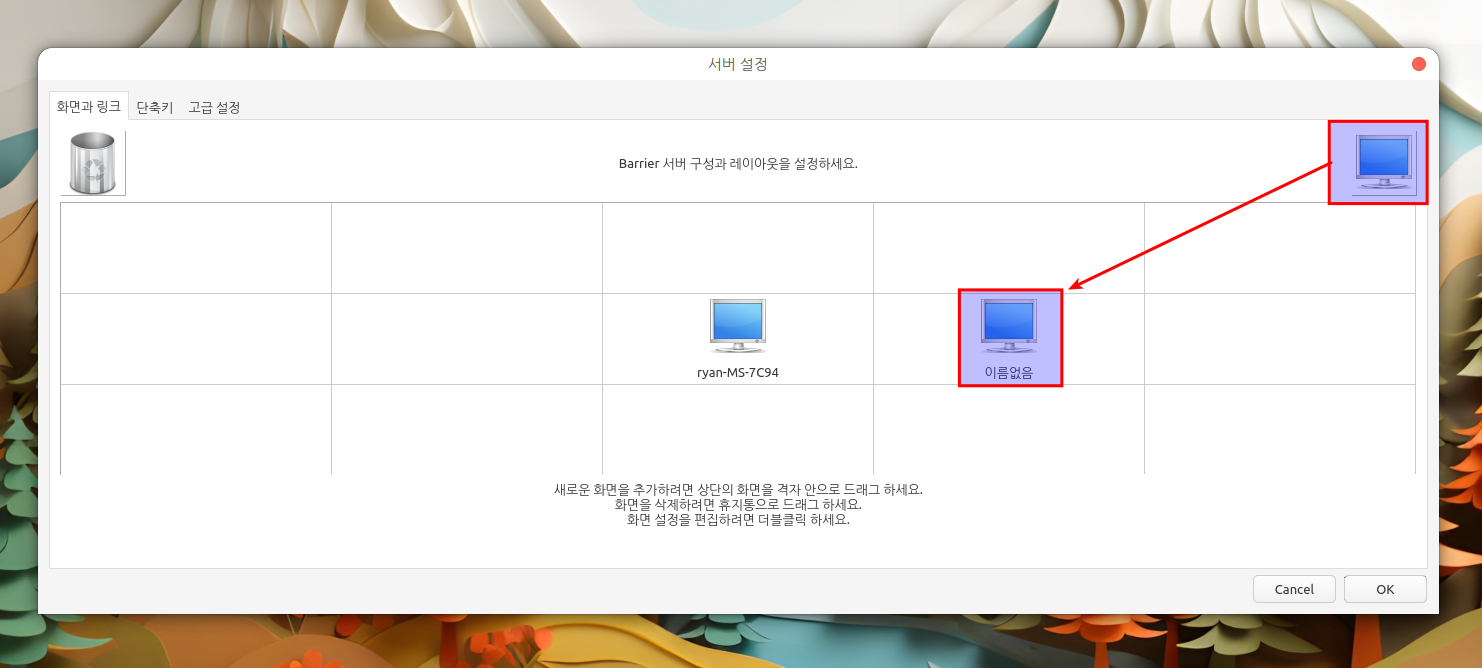 서버 설정
화면과 링크
단축키
고급 설정
Barrier 서버 구성과 레이아웃을 설정하세요.
ryan-MS-7C94
이름없음
새로운 화면을 추가하려면 상단의 화면을 격자 안으로 드래그 하세요.
화면을 삭제하려면 휴지통으로 드래그 하세요.
화면 설정을 편집하려면 더블클릭 하세요.
Cancel
OK